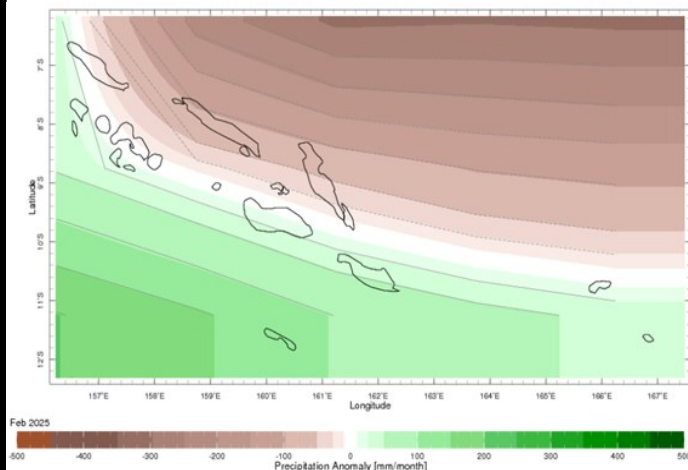 7°S
8°S
9°S
10°S
11°S
12°S
Latitude
157°E 158°E 159°E 160°E 161°E 162°E 163°E 164°E 165°E 166°E 167°E
Longitude
Feb 2025
-500 -400 -300 -200 -100 0 100 200 300 400 500
Precipitation Anomaly [mm/month]